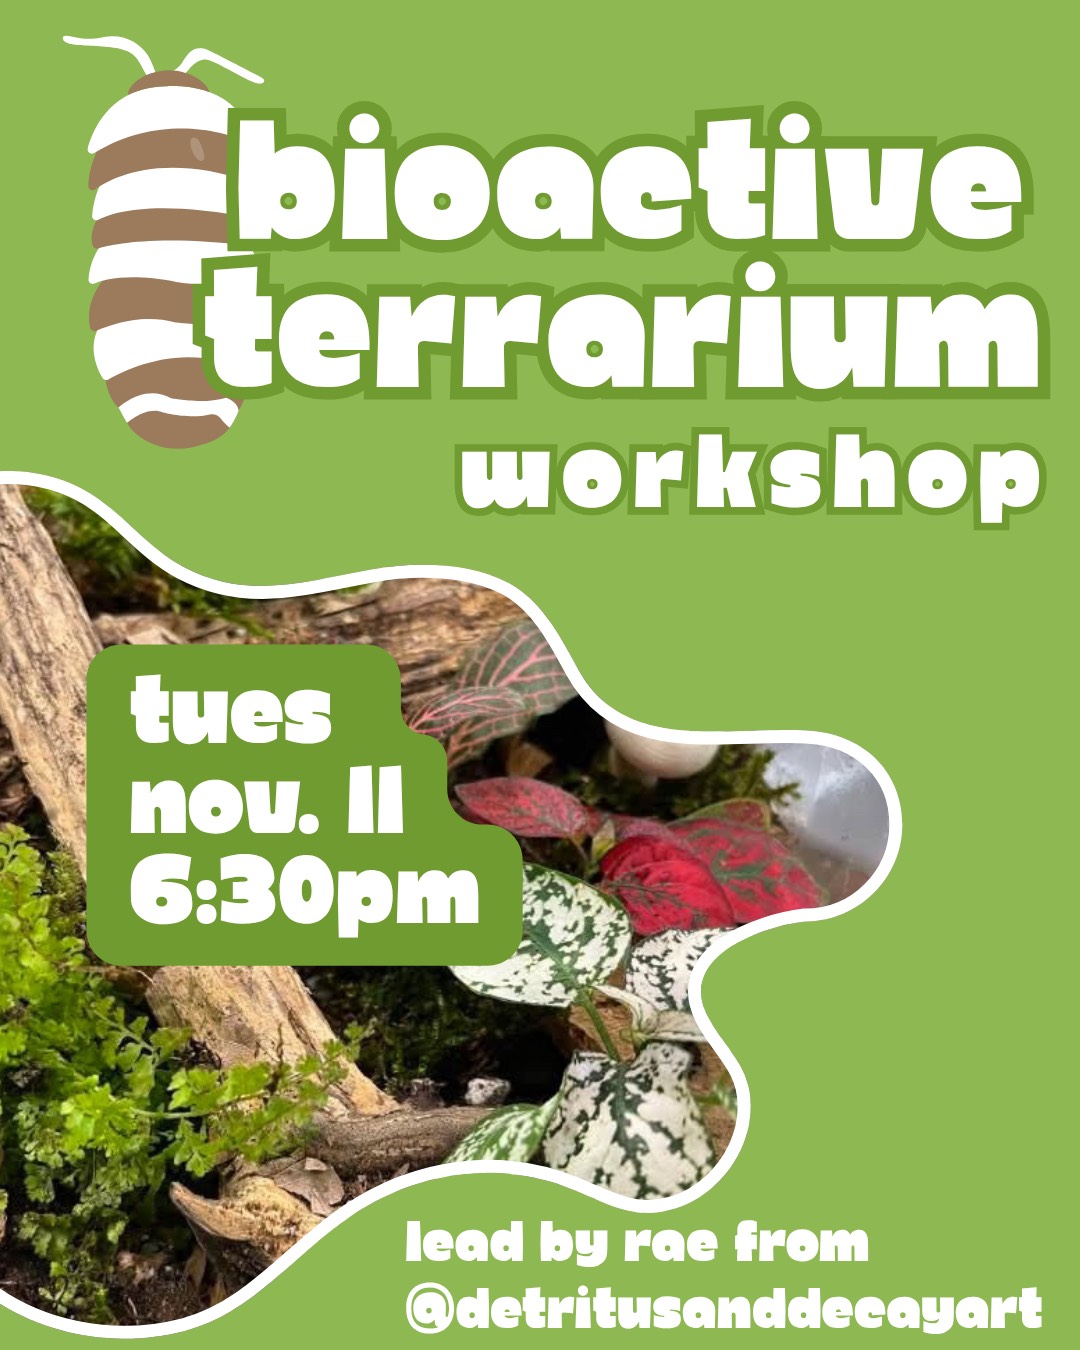 bioactive
terrarium
workshop
tues
nov. 11
6:30pm
lead by rae from
@detritusanddecayart